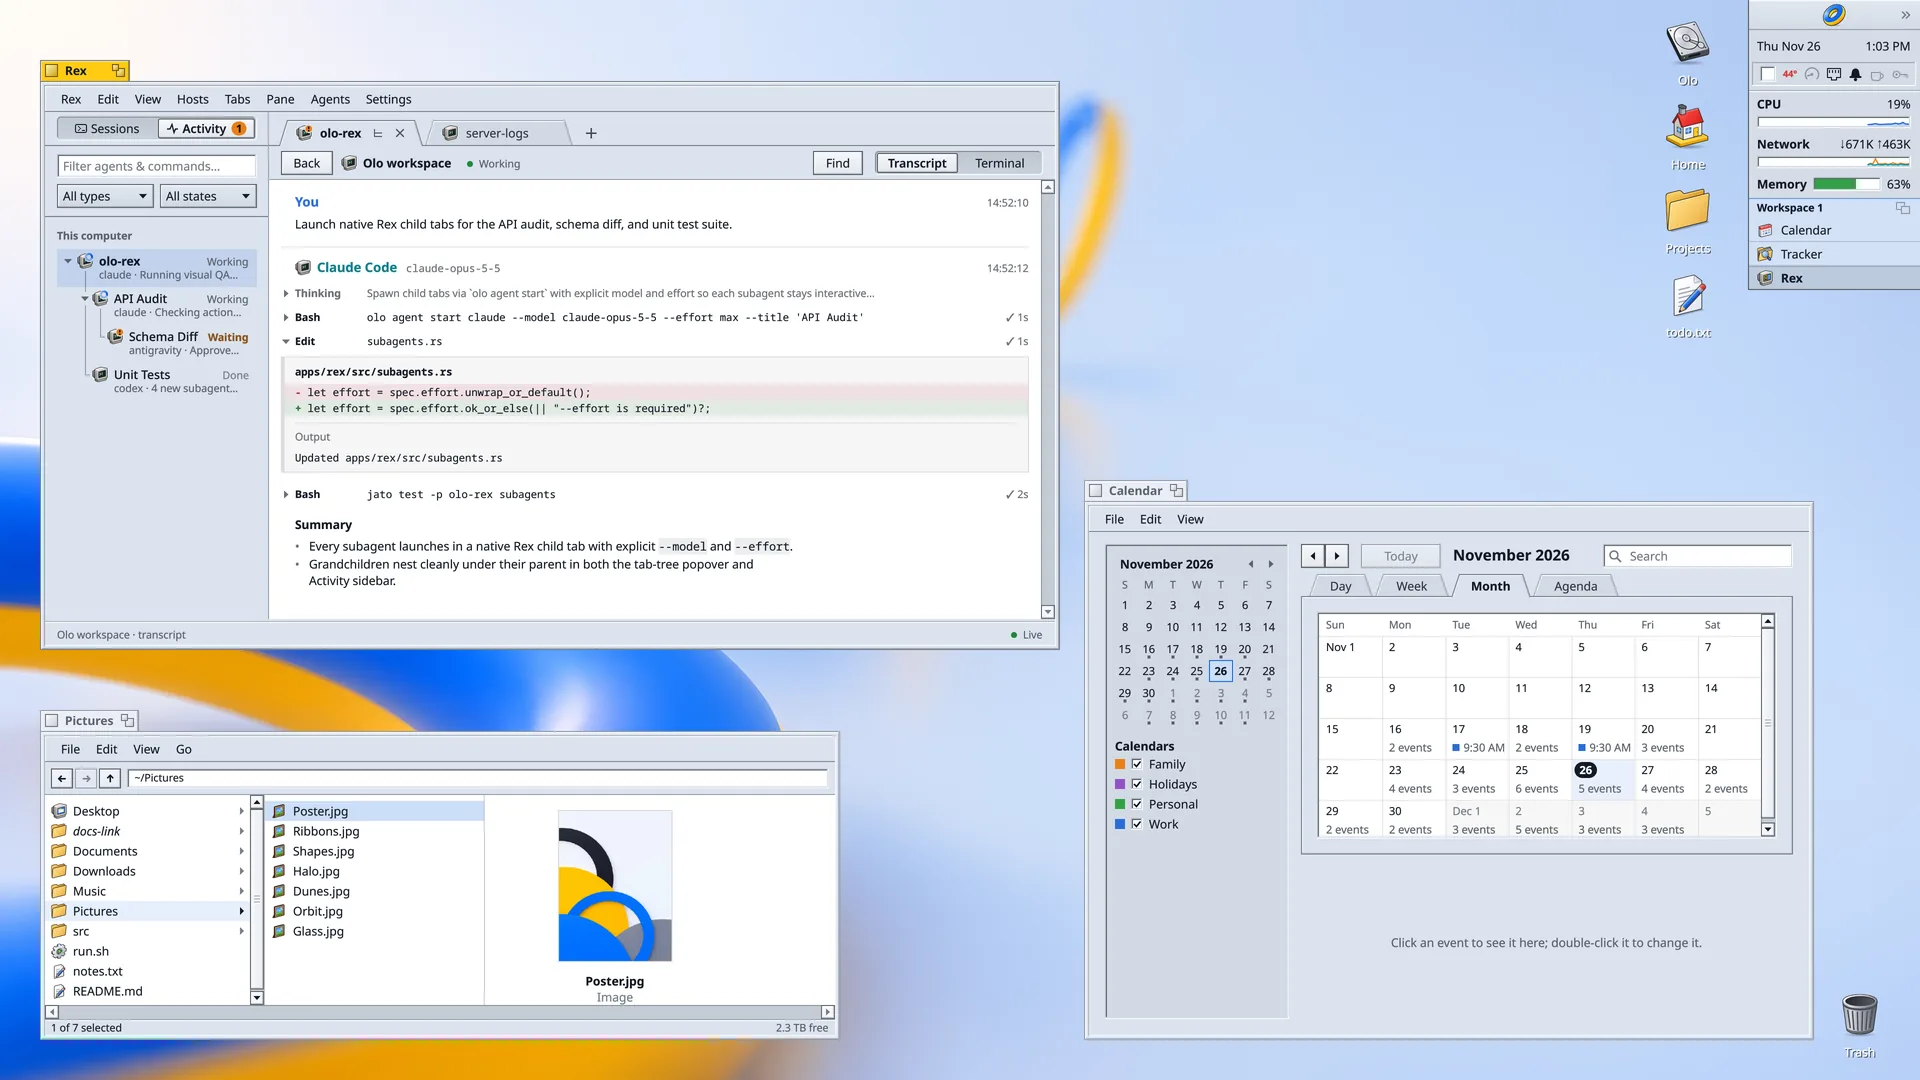 Rex
Rex Edit View Hosts Tabs Pane Agents Settings
Sessions Activity 1
Filter agents & commands...
All types All states
This computer
olo-rex Working
claude · Running visual QA...
API Audit Working
claude · Checking action...
Schema Diff Waiting
antigravity · Approve...
Unit Tests Done
codex · 4 new subagent...
olo-rex server-logs
Back Olo workspace Working Find Transcript Terminal
You 14:52:10
Launch native Rex child tabs for the API audit, schema diff, and unit test suite.
Claude Code claude-opus-5-5 14:52:12
Thinking Spawn child tabs via `olo agent start` with explicit model and effort so each subagent stays interactive...
Bash olo agent start claude --model claude-opus-5-5 --effort max --title 'API Audit' ✓ 1s
Edit subagents.rs ✓ 1s
apps/rex/src/subagents.rs
- let effort = spec.effort.unwrap_or_default();
+ let effort = spec.effort.ok_or_else(|| "--effort is required")?;
Output
Updated apps/rex/src/subagents.rs
Bash jato test -p olo-rex subagents ✓ 2s
Summary
• Every subagent launches in a native Rex child tab with explicit --model and --effort.
• Grandchildren nest cleanly under their parent in both the tab-tree popover and
Activity sidebar.
Olo workspace · transcript Live
Pictures
File Edit View Go
~/Pictures
Desktop
docs-link
Documents
Downloads
Music
Pictures
src
run.sh
notes.txt
README.md
Poster.jpg
Ribbons.jpg
Shapes.jpg
Halo.jpg
Dunes.jpg
Orbit.jpg
Glass.jpg
Poster.jpg
Image
1 of 7 selected 2.3 TB free
Olo
Home
Projects
todo.txt
Trash
Thu Nov 26 1:03 PM
44°
CPU 19%
Network ↓671K ↑463K
Memory 63%
Workspace 1
Calendar
Tracker
Rex
Calendar
File Edit View
November 2026
S M T W T F S
1 2 3 4 5 6 7
8 9 10 11 12 13 14
15 16 17 18 19 20 21
22 23 24 25 26 27 28
29 30 1 2 3 4 5
6 7 8 9 10 11 12
Calendars
Family
Holidays
Personal
Work
Today November 2026 Search
Day Week Month Agenda
Sun Mon Tue Wed Thu Fri Sat
Nov 1 2 3 4 5 6 7
8 9 10 11 12 13 14
15 16 17 18 19 20 21
2 events 9:30 AM 2 events 9:30 AM 3 events
22 23 24 25 26 27 28
4 events 3 events 6 events 5 events 4 events 2 events
29 30 Dec 1 2 3 4 5
2 events 2 events 3 events 5 events 3 events 3 events
Click an event to see it here; double-click it to change it.